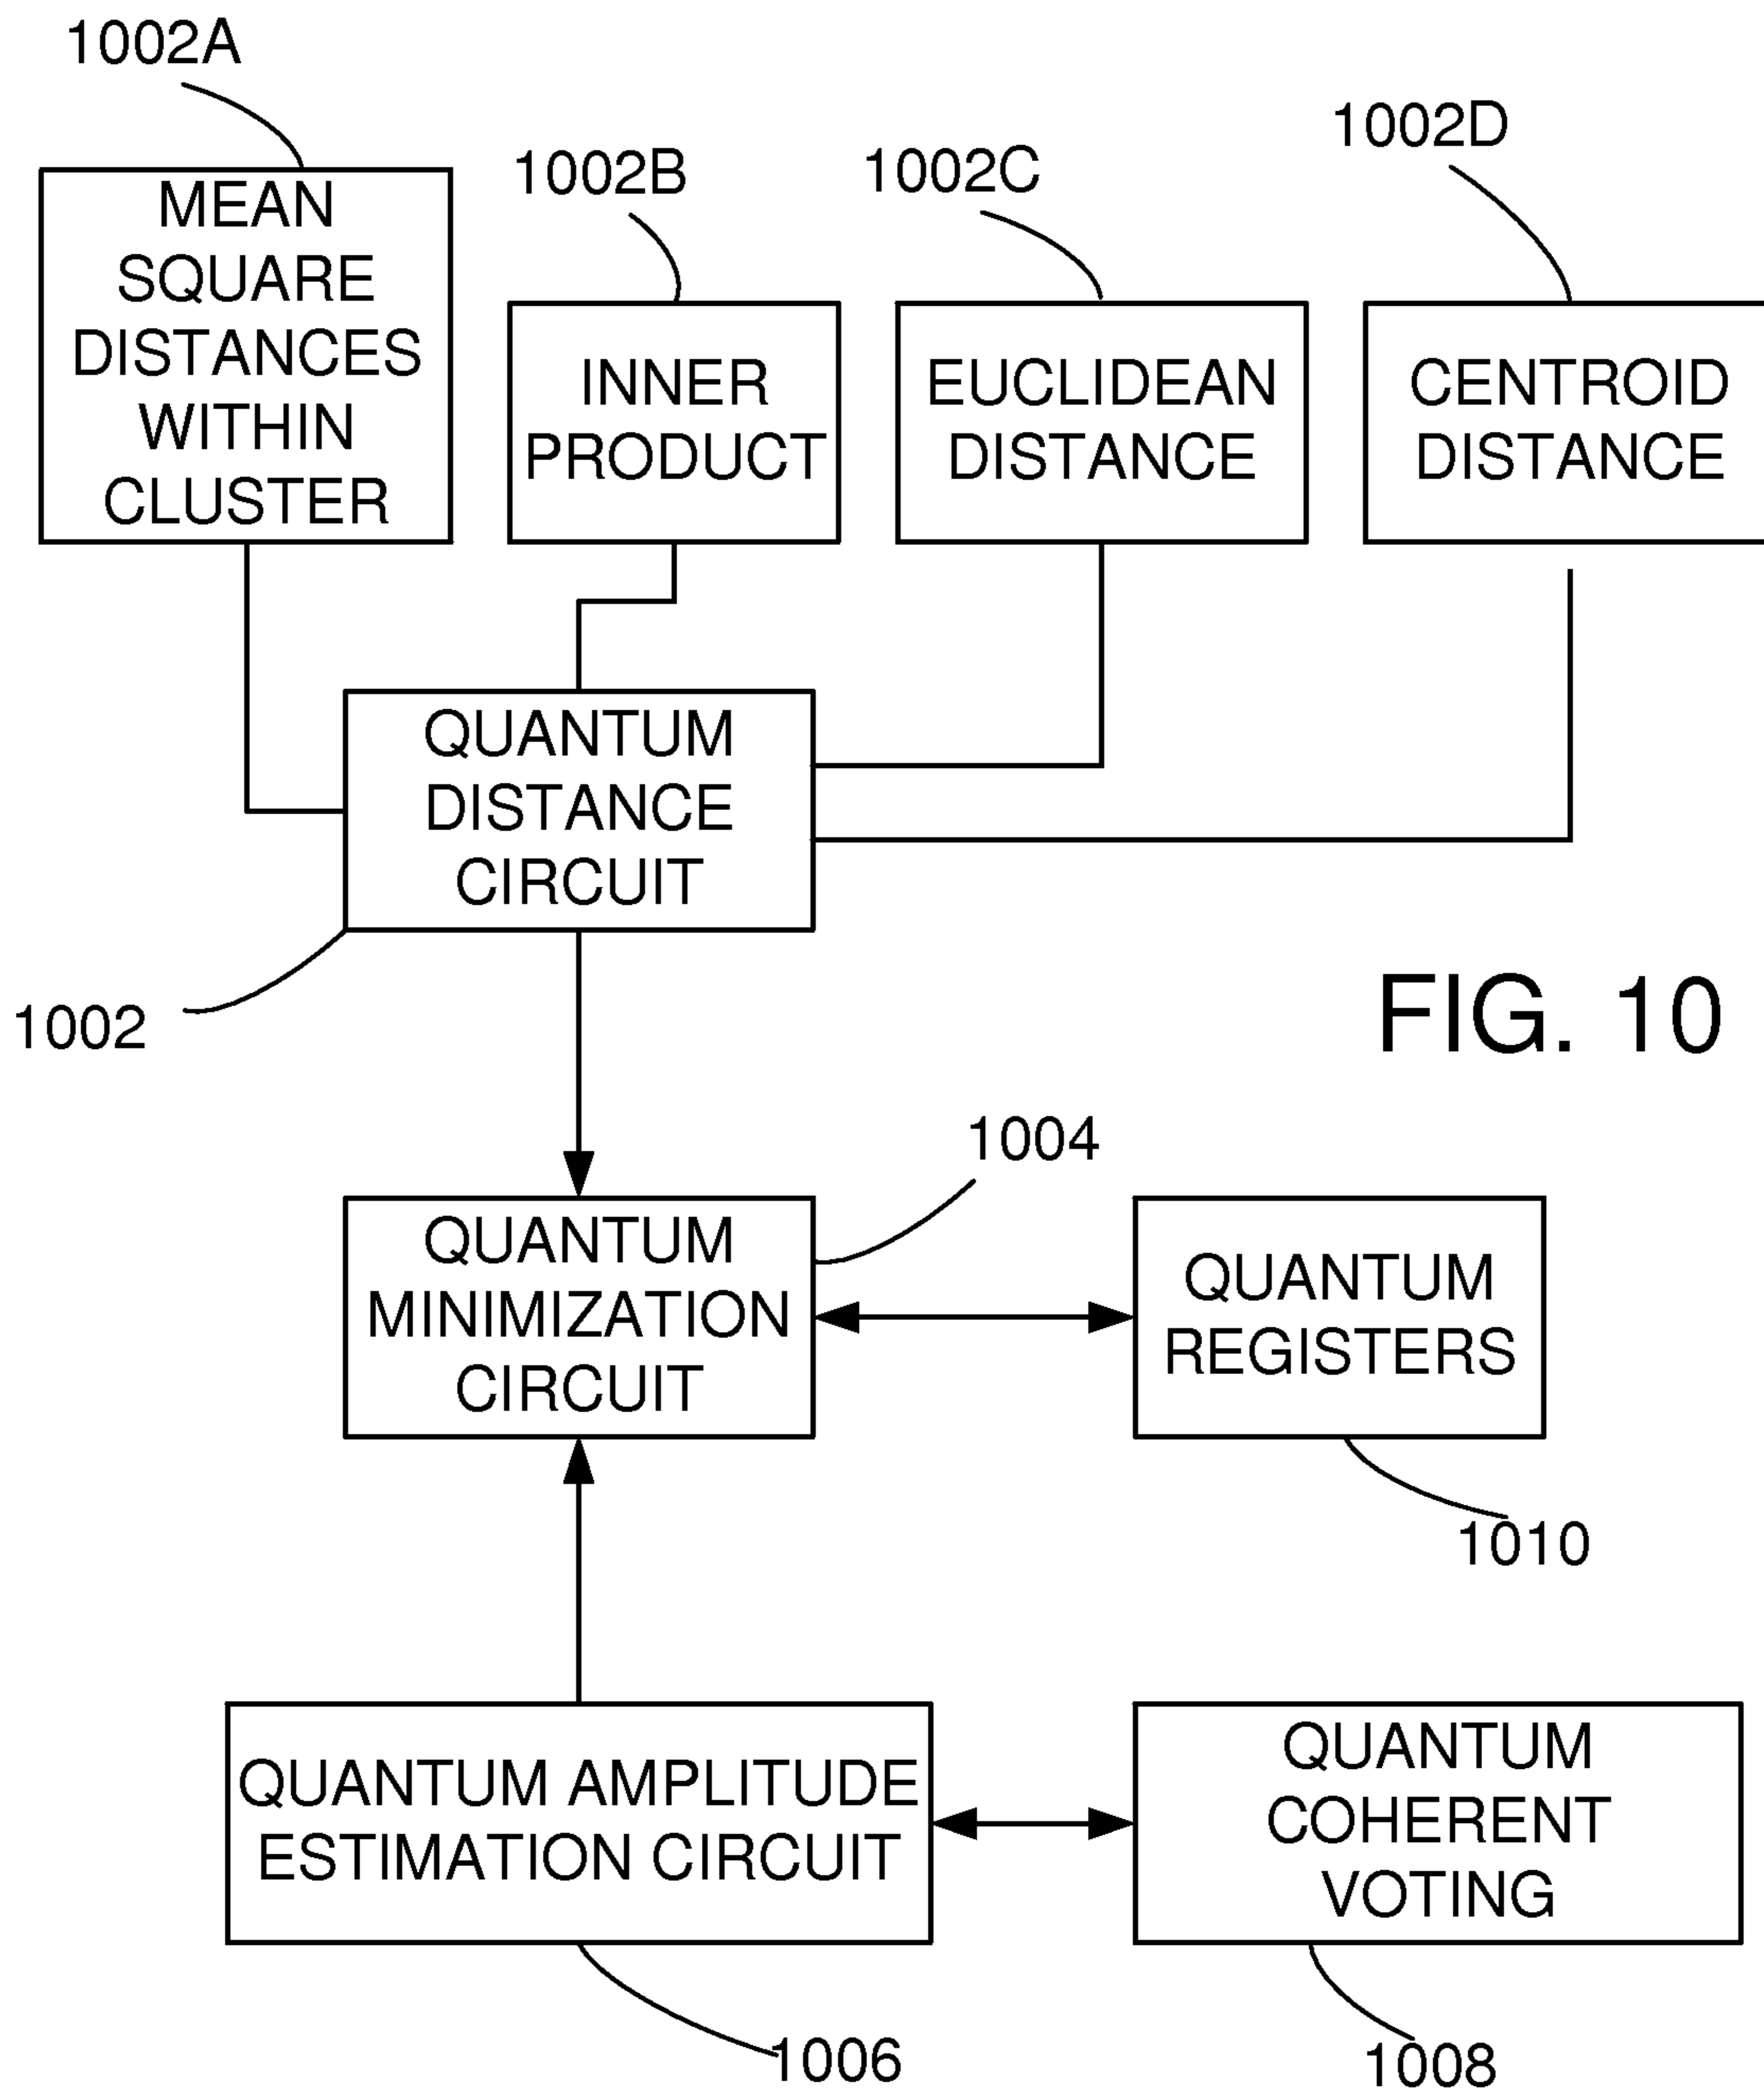 1002A
1002B
1002C
1002D
MEAN
SQUARE
DISTANCES
WITHIN
CLUSTER
INNER
PRODUCT
EUCLIDEAN
DISTANCE
CENTROID
DISTANCE
QUANTUM
DISTANCE
CIRCUIT
1002
FIG. 10
1004
QUANTUM
MINIMIZATION
CIRCUIT
QUANTUM
REGISTERS
1010
QUANTUM AMPLITUDE
ESTIMATION CIRCUIT
QUANTUM
COHERENT
VOTING
1006
1008